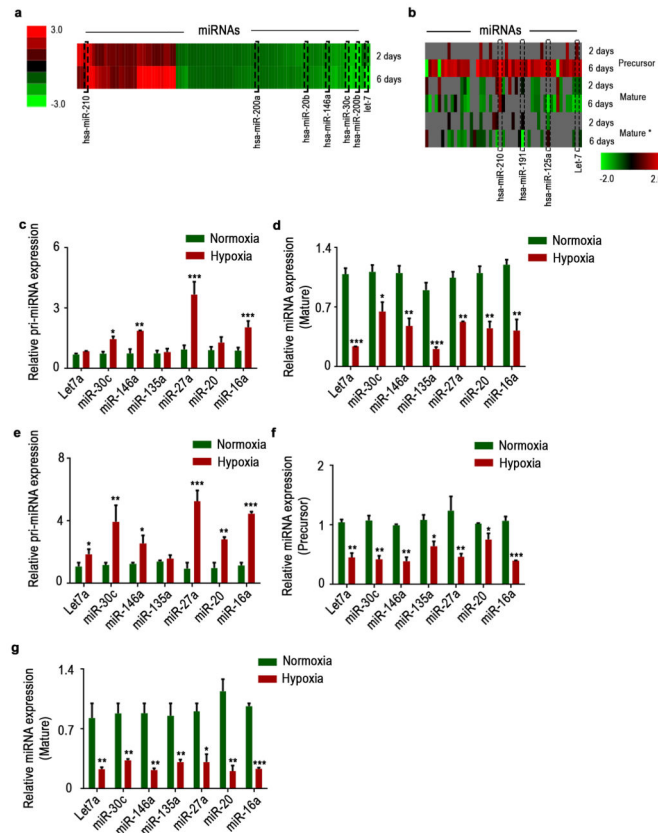 a
miRNAs
3.0
-3.0
2 days
6 days
hsa-miR-210
hsa-miR-200a
hsa-miR-20b
hsa-miR-146a
hsa-miR-30c
hsa-miR-200b
let-7
b
miRNAs
2 days
Precursor
6 days
2 days
Mature
6 days
2 days
Mature *
6 days
hsa-miR-210
hsa-miR-191
hsa-miR-125a
Let-7
-2.0
2.
c
Relative pri-miRNA expression
6
3
0
Normoxia
Hypoxia
*
**
***
***
Let7a
miR-30c
miR-146a
miR-135a
miR-27a
miR-20
miR-16a
d
Relative miRNA expression
(Mature)
1.4
0.7
0
Normoxia
Hypoxia
***
*
**
***
**
**
**
Let7a
miR-30c
miR-146a
miR-135a
miR-27a
miR-20
miR-16a
e
Relative pri-miRNA expression
8
4
0
Normoxia
Hypoxia
*
**
*
***
**
***
Let7a
miR-30c
miR-146a
miR-135a
miR-27a
miR-20
miR-16a
f
Relative miRNA expression
(Precursor)
2
1
0
Normoxia
Hypoxia
**
**
**
*
**
*
***
Let7a
miR-30c
miR-146a
miR-135a
miR-27a
miR-20
miR-16a
g
Relative miRNA expression
(Mature)
1.4
0.7
0
Normoxia
Hypoxia
**
**
**
**
*
**
***
Let7a
miR-30c
miR-146a
miR-135a
miR-27a
miR-20
miR-16a